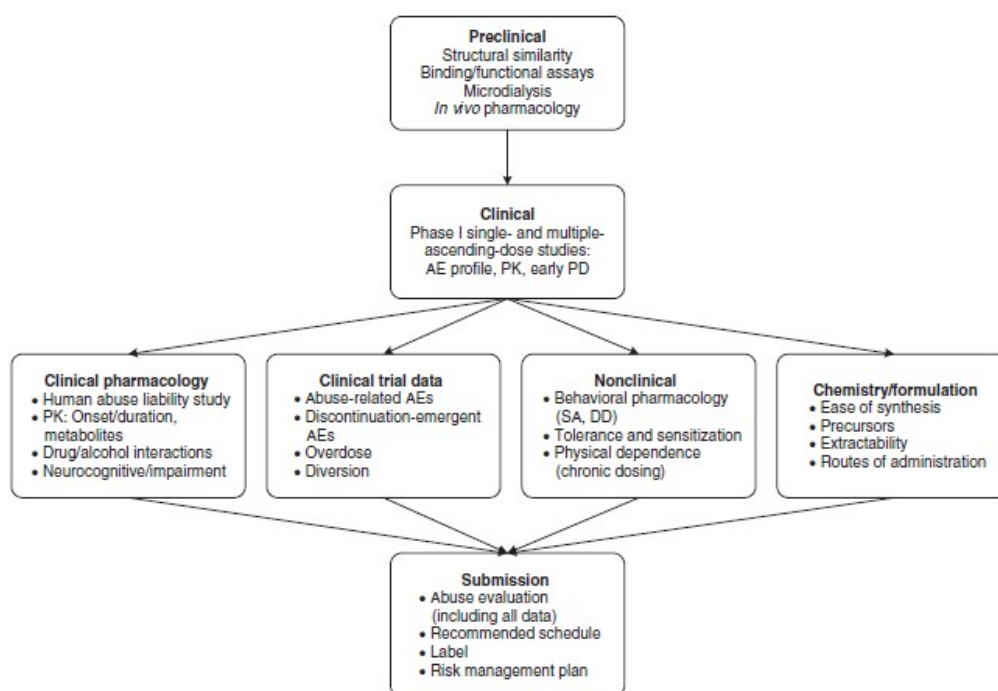 Preclinical
Structural similarity
Binding/functional assays
Microdialysis
In vivo pharmacology
Clinical
Phase I single- and multiple-
ascending-dose studies:
AE profile, PK, early PD
Clinical pharmacology
• Human abuse liability study
• PK: Onset/duration,
metabolites
• Drug/alcohol interactions
• Neurocognitive/impairment
Clinical trial data
• Abuse-related AEs
• Discontinuation-emergent
AEs
• Overdose
• Diversion
Nonclinical
• Behavioral pharmacology
(SA, DD)
• Tolerance and sensitization
• Physical dependence
(chronic dosing)
Chemistry/formulation
• Ease of synthesis
• Precursors
• Extractability
• Routes of administration
Submission
• Abuse evaluation
(including all data)
• Recommended schedule
• Label
• Risk management plan